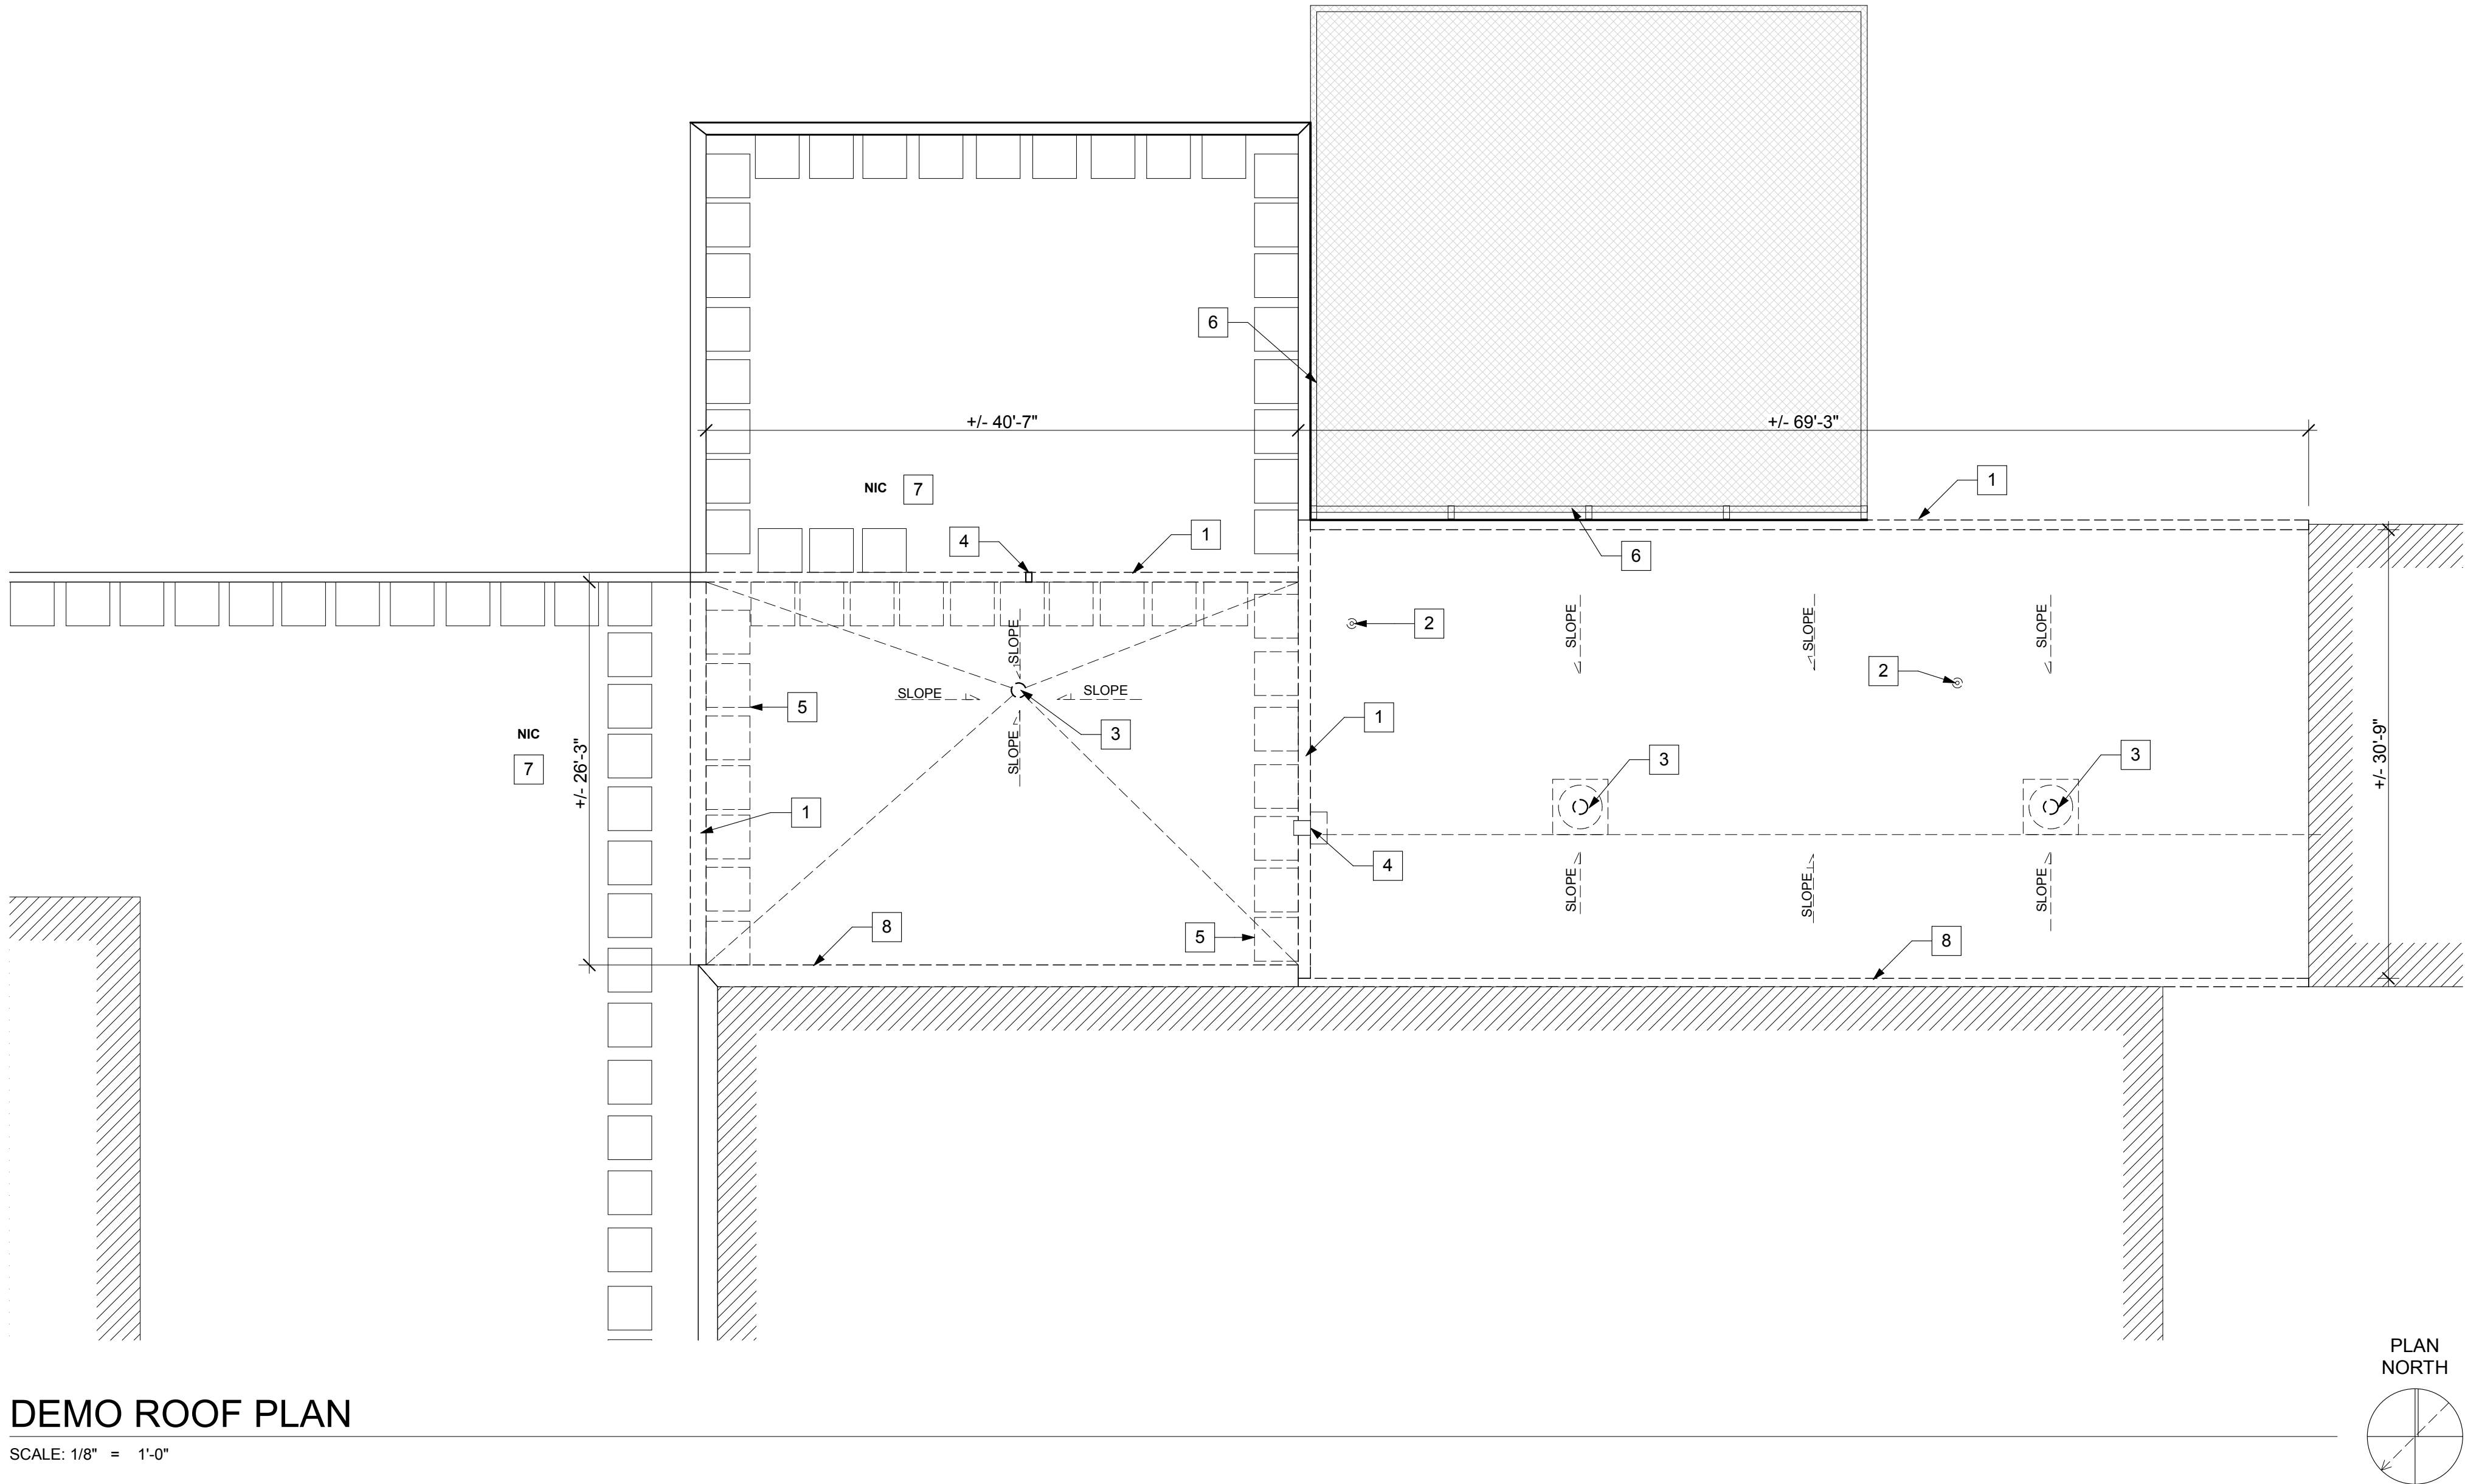 6
+/- 40'-7"
+/- 69'-3"
NIC 7
1
4
1
6
2
SLOPE
SLOPE
SLOPE
SLOPE
2
5
SLOPE
SLOPE
3
1
NIC
7
+/- 26'-3"
SLOPE
3
3
+/- 30'-9"
1
4
SLOPE
SLOPE
SLOPE
8
5
8
PLAN
NORTH
DEMO ROOF PLAN
SCALE: 1/8" = 1'-0"